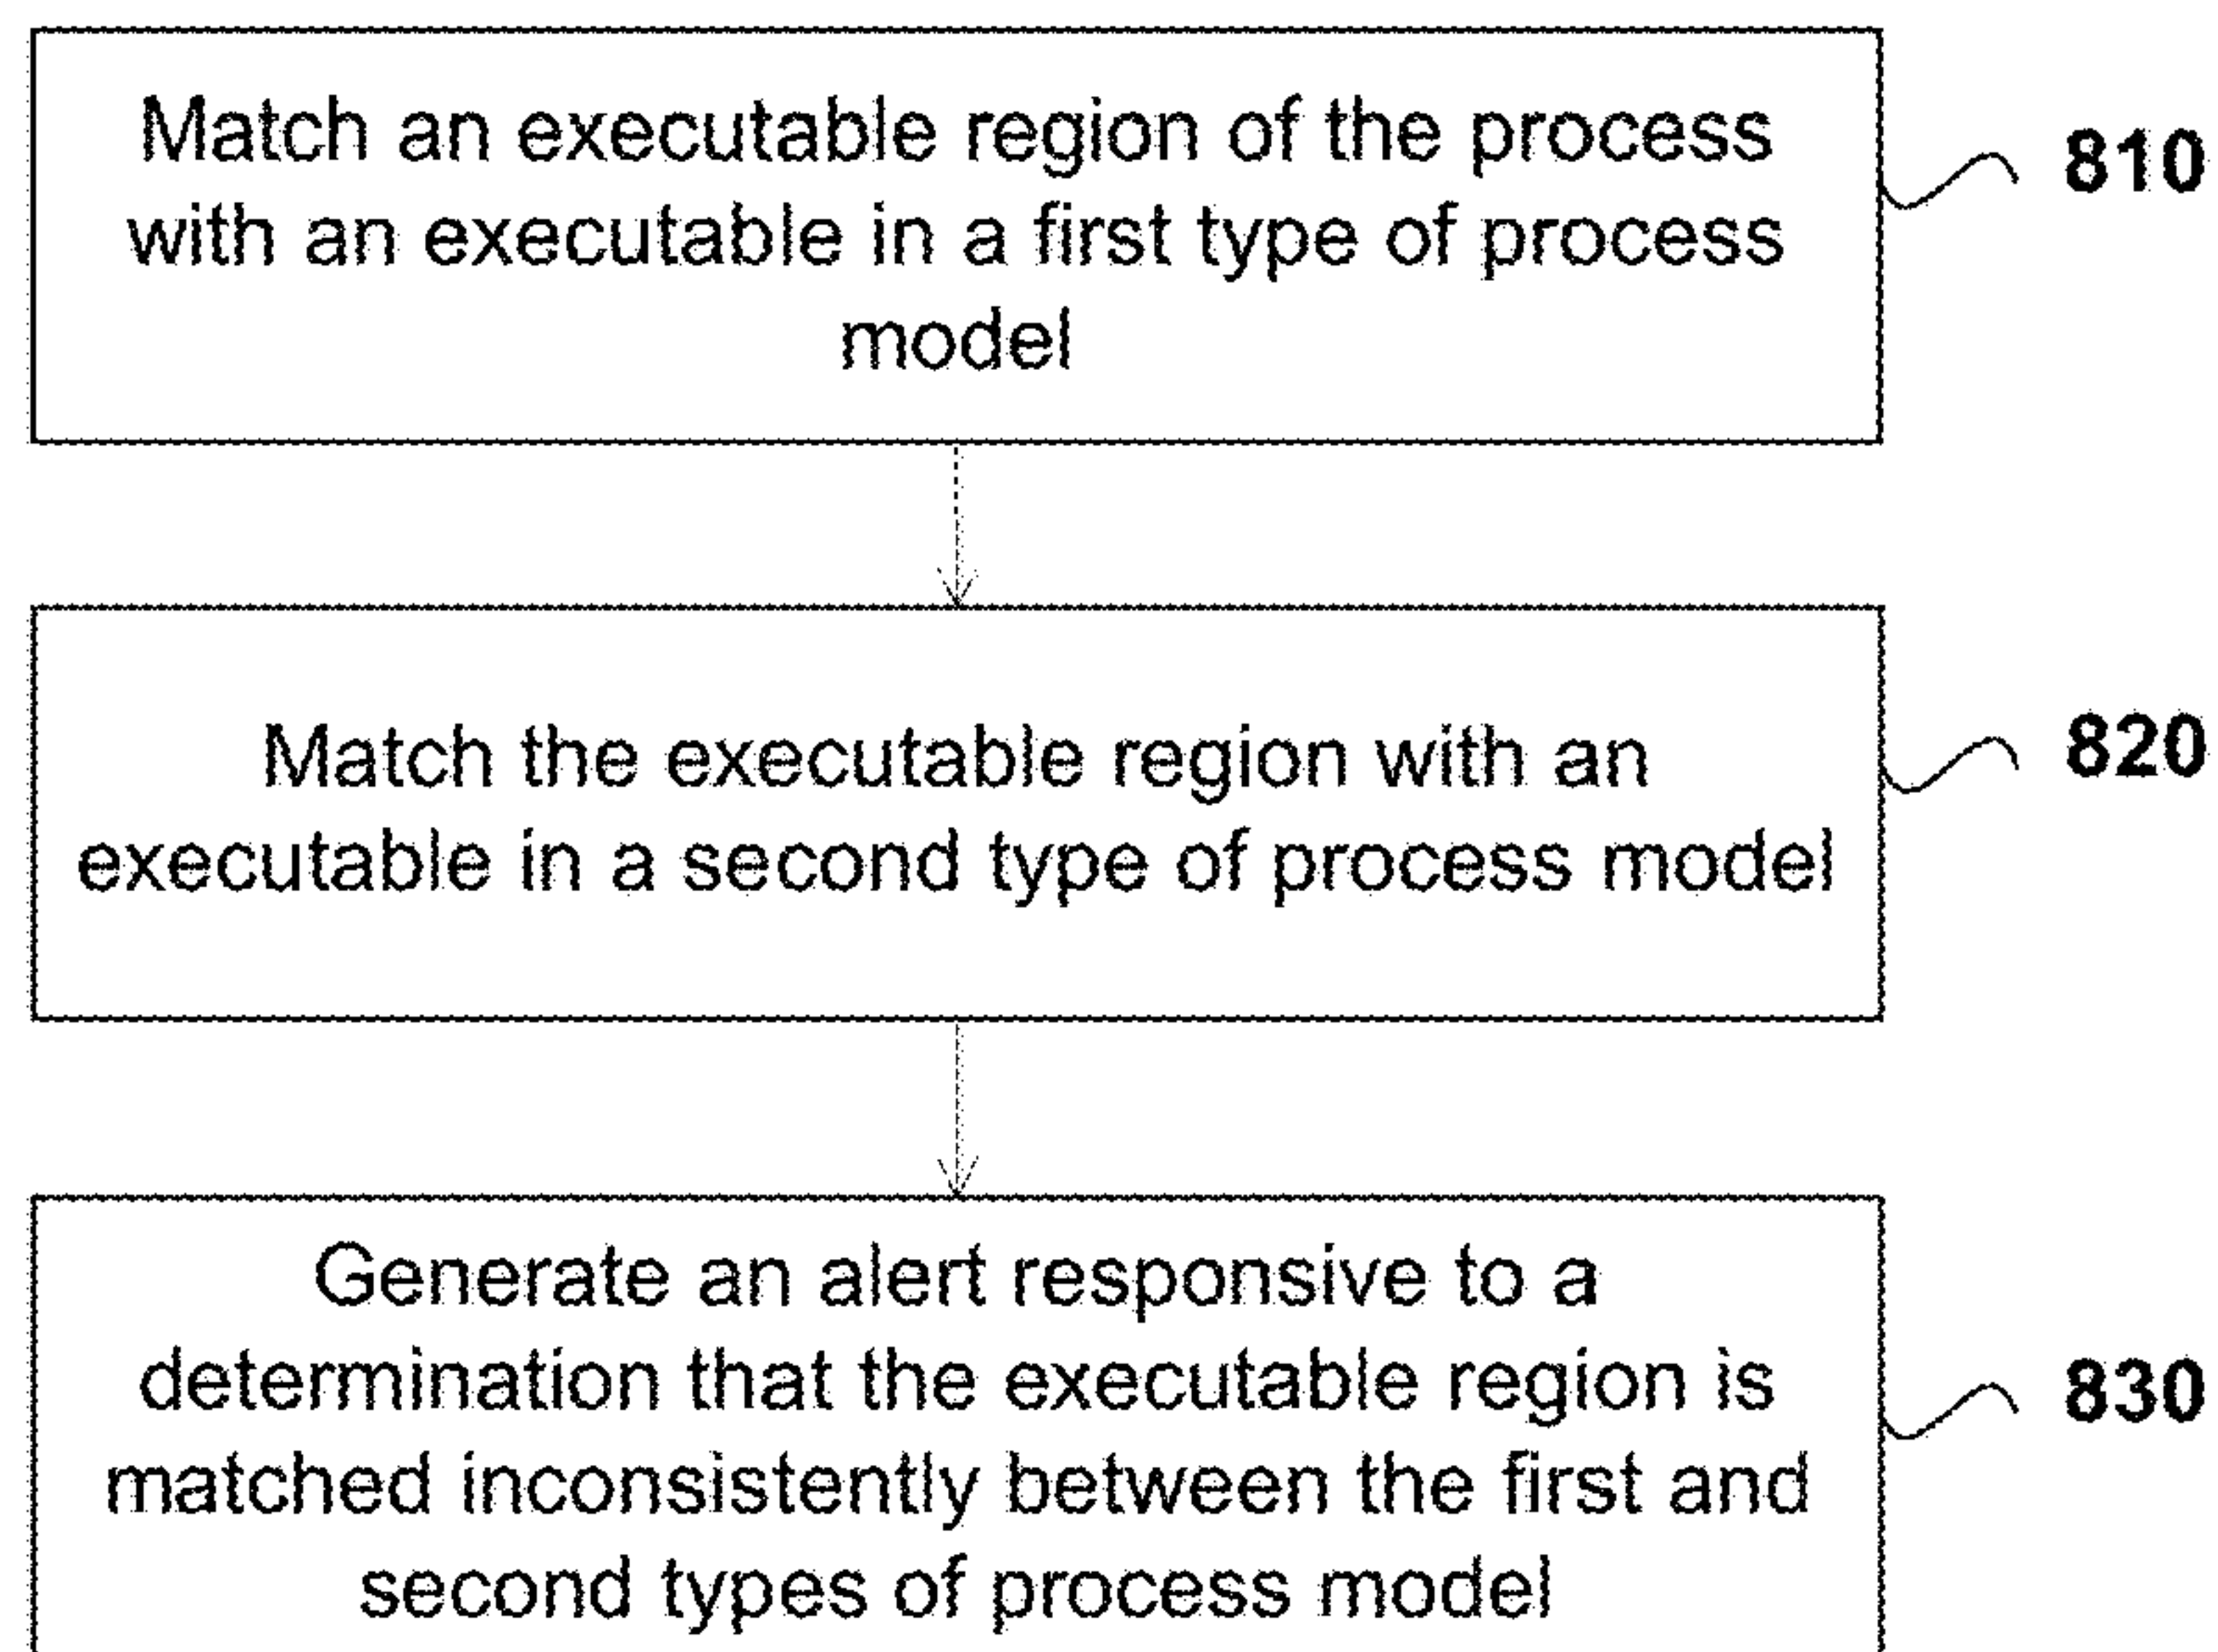 Match an executable region of the process
with an executable in a first type of process
model
810
Match the executable region with an
executable in a second type of process model
820
Generate an alert responsive to a
determination that the executable region is
matched inconsistently between the first and
second types of process model
830